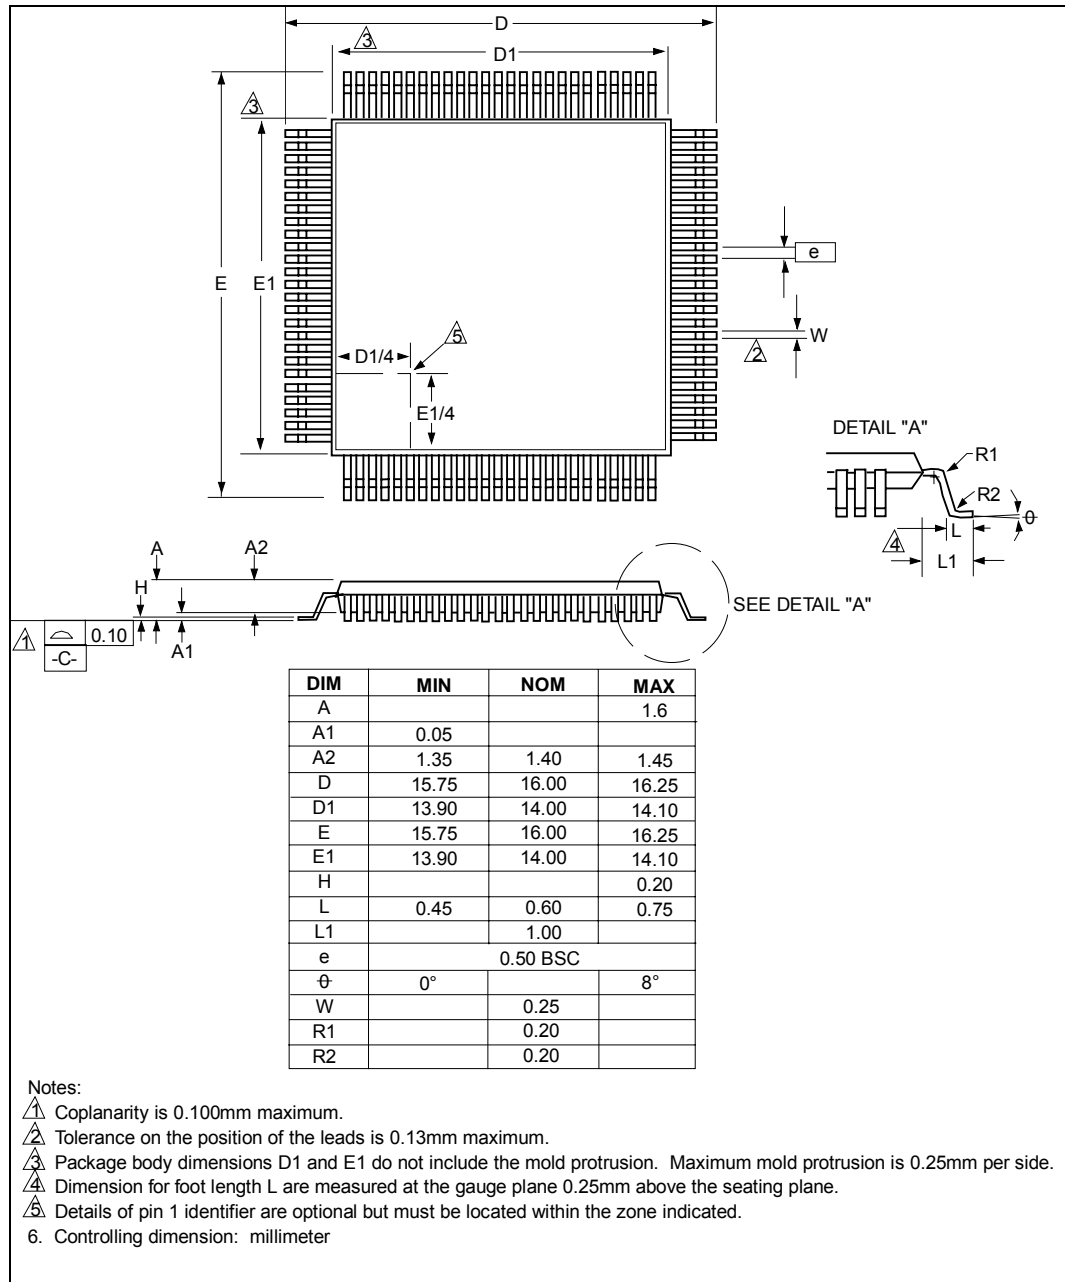 D
3
D1
3
E
E1
e
W
2
5
D1/4
E1/4
DETAIL "A"
R1
R2
θ
L
4
L1
A
A2
H
SEE DETAIL "A"
1
0.10
A1
-C-
DIM MIN NOM MAX
A 1.6
A1 0.05
A2 1.35 1.40 1.45
D 15.75 16.00 16.25
D1 13.90 14.00 14.10
E 15.75 16.00 16.25
E1 13.90 14.00 14.10
H 0.20
L 0.45 0.60 0.75
L1 1.00
e 0.50 BSC
θ 0° 8°
W 0.25
R1 0.20
R2 0.20
Notes:
1 Coplanarity is 0.100mm maximum.
2 Tolerance on the position of the leads is 0.13mm maximum.
3 Package body dimensions D1 and E1 do not include the mold protrusion. Maximum mold protrusion is 0.25mm per side.
4 Dimension for foot length L are measured at the gauge plane 0.25mm above the seating plane.
5 Details of pin 1 identifier are optional but must be located within the zone indicated.
6. Controlling dimension: millimeter